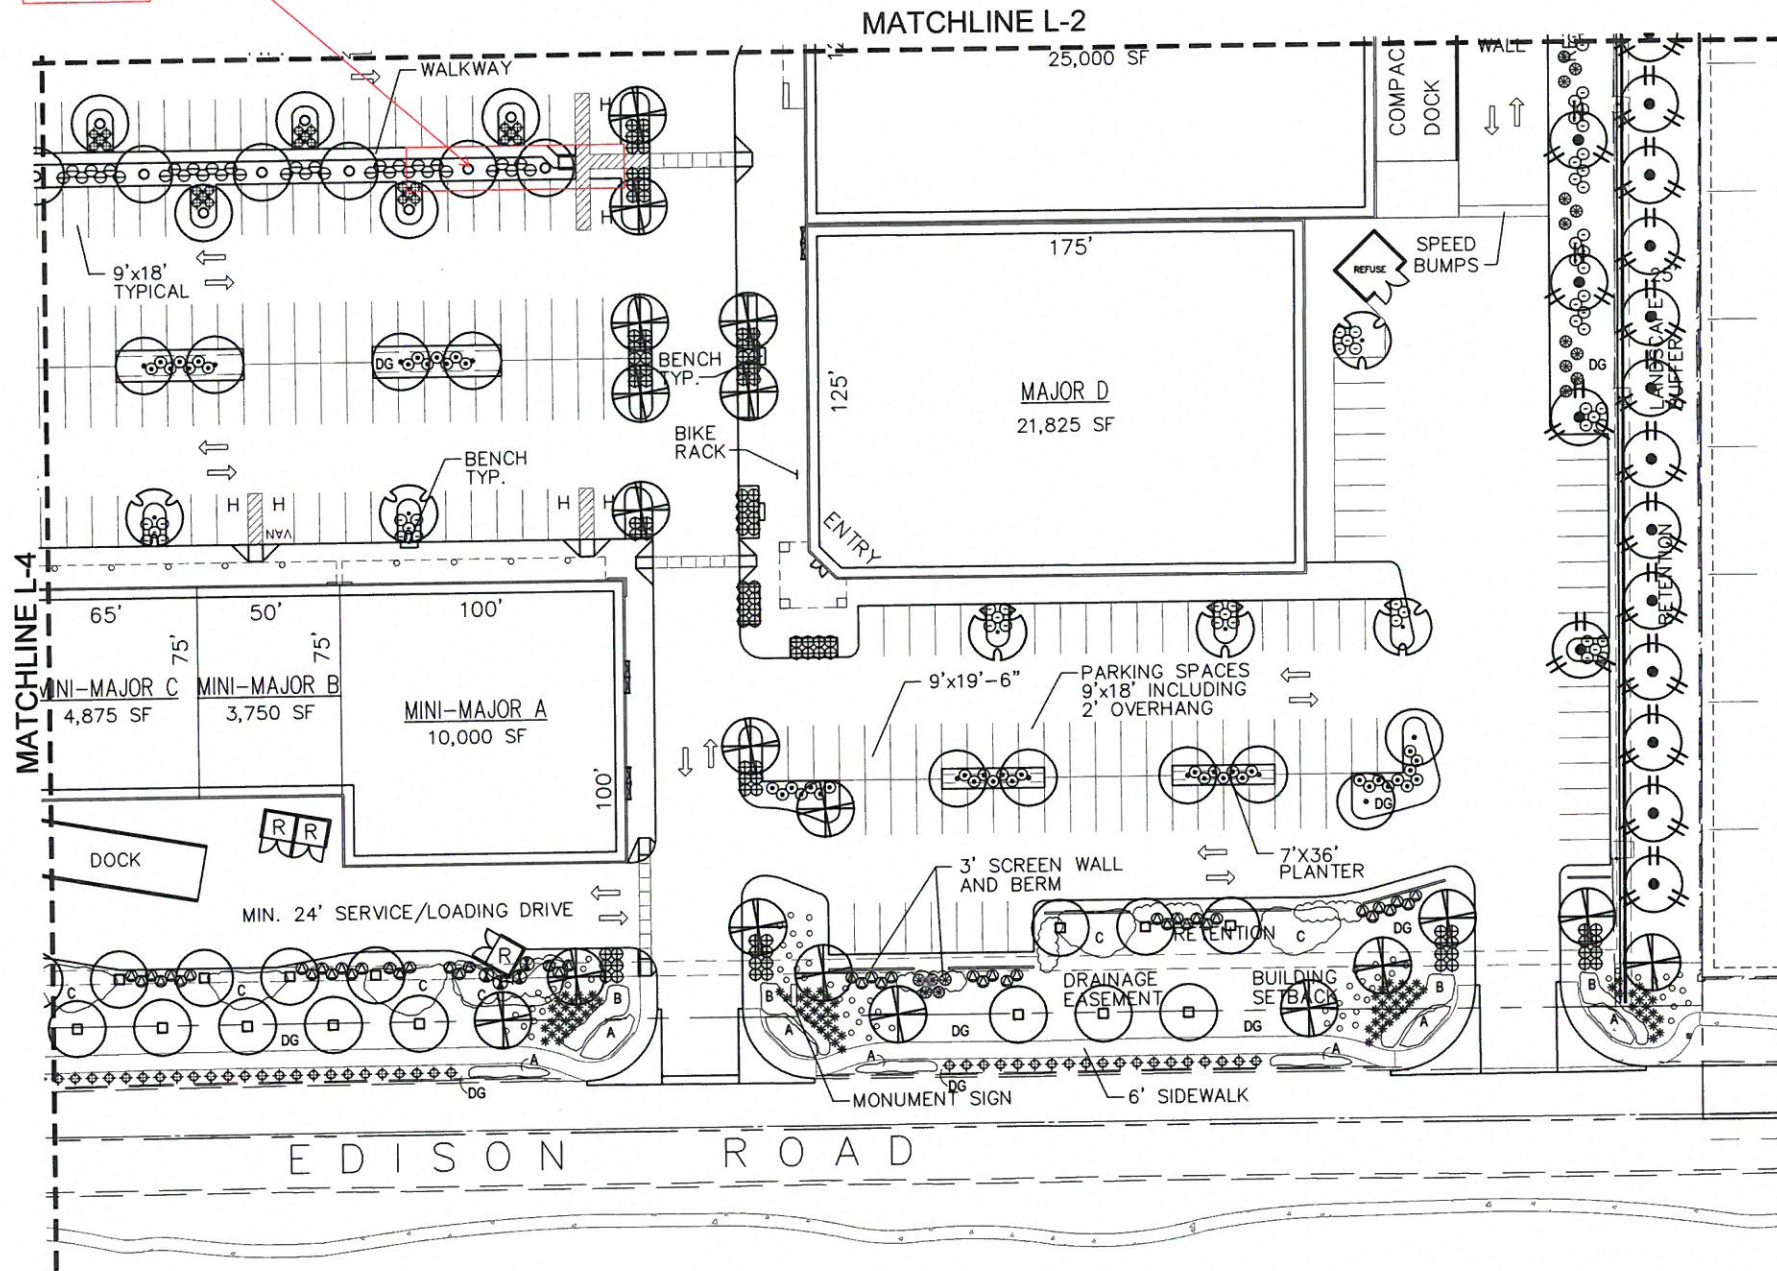 MATCHLINE L-2
WALKWAY
25,000 SF
COMPAC
DOCK
WALL
H
H
9'x18'
TYPICAL
175'
REFUSE
SPEED
BUMPS
DG
BENCH
TYP.
125'
MAJOR D
21,825 SF
DG
LANDSCAPE
BUFFER
BIKE
RACK
BENCH
TYP.
H H
VAN
H H
ENTRY
RETENTION
MATCHLINE L-4
65'
50'
100'
75'
75'
MINI-MAJOR C
4,875 SF
MINI-MAJOR B
3,750 SF
MINI-MAJOR A
10,000 SF
100'
9'x19'-6"
PARKING SPACES
9'x18' INCLUDING
2' OVERHANG
DG
R R
DOCK
3' SCREEN WALL
AND BERM
7'X36'
PLANTER
MIN. 24' SERVICE/LOADING DRIVE
R
C
RETENTION
C
DG
C
C
C
DRAINAGE
EASEMENT
BUILDING
SETBACK
B
B
B
B
DG
A
A
DG
DG
A
A
A
A
A
DG
DG
MONUMENT SIGN
6' SIDEWALK
EDISON ROAD